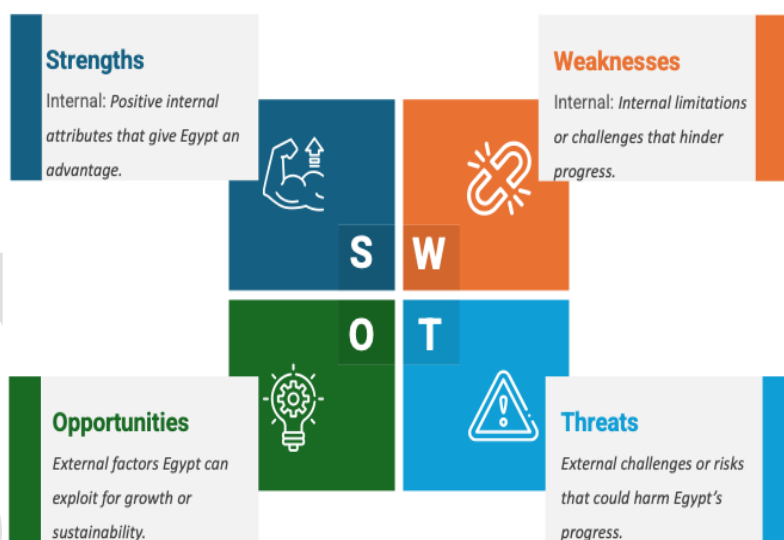 Strengths
Internal: Positive internal
attributes that give Egypt an
advantage.
Weaknesses
Internal: Internal limitations
or challenges that hinder
progress.
S
W
O
T
Opportunities
External factors Egypt can
exploit for growth or
sustainability.
Threats
External challenges or risks
that could harm Egypt's
progress.